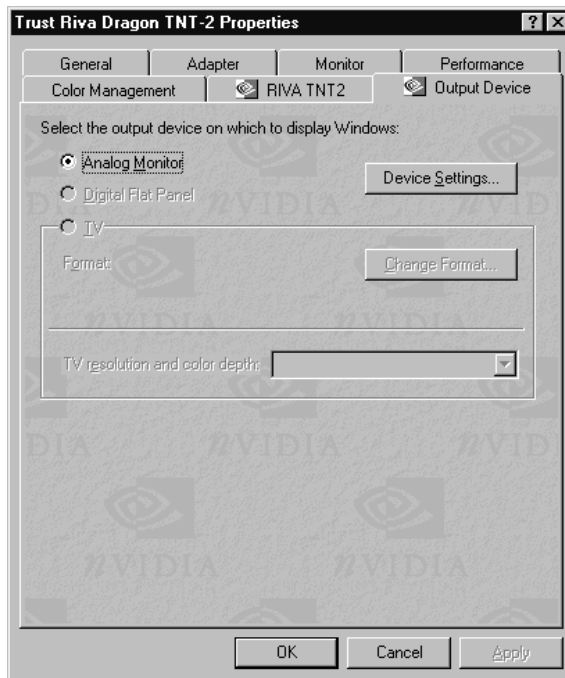 Trust Riva Dragon TNT-2 Properties
General Adapter Monitor Performance
Color Management RIVA TNT2 Output Device
Select the output device on which to display Windows:
Analog Monitor
Device Settings...
Digital Flat Panel
TV
Format:
Change Format...
TV resolution and color depth:
nVIDIA
OK Cancel Apply